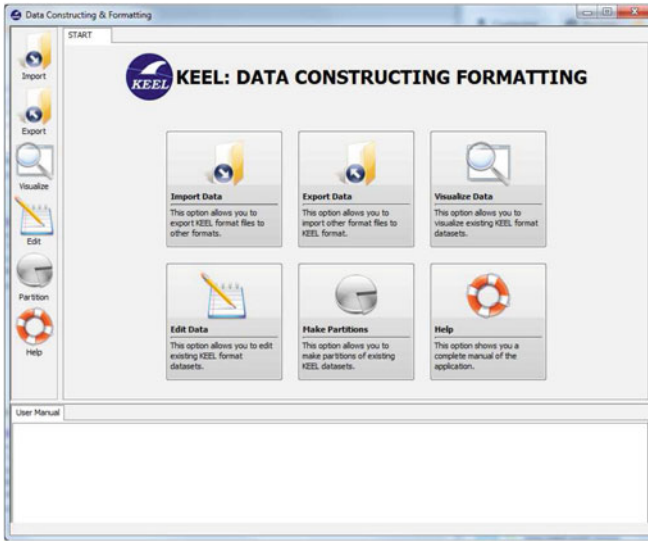 Data Constructing & Formatting
START
Import
Export
Visualize
Edit
Partition
Help
KEEL
KEEL: DATA CONSTRUCTING FORMATTING
Import Data
This option allows you to
export KEEL format files to
other formats.
Export Data
This option allows you to
import other format files to
KEEL format.
Visualize Data
This option allows you to
visualize existing KEEL format
datasets.
Edit Data
This option allows you to edit
existing KEEL format
datasets.
Make Partitions
This option allows you to
make partitions of existing
KEEL datasets.
Help
This option shows you a
complete manual of the
application.
User Manual